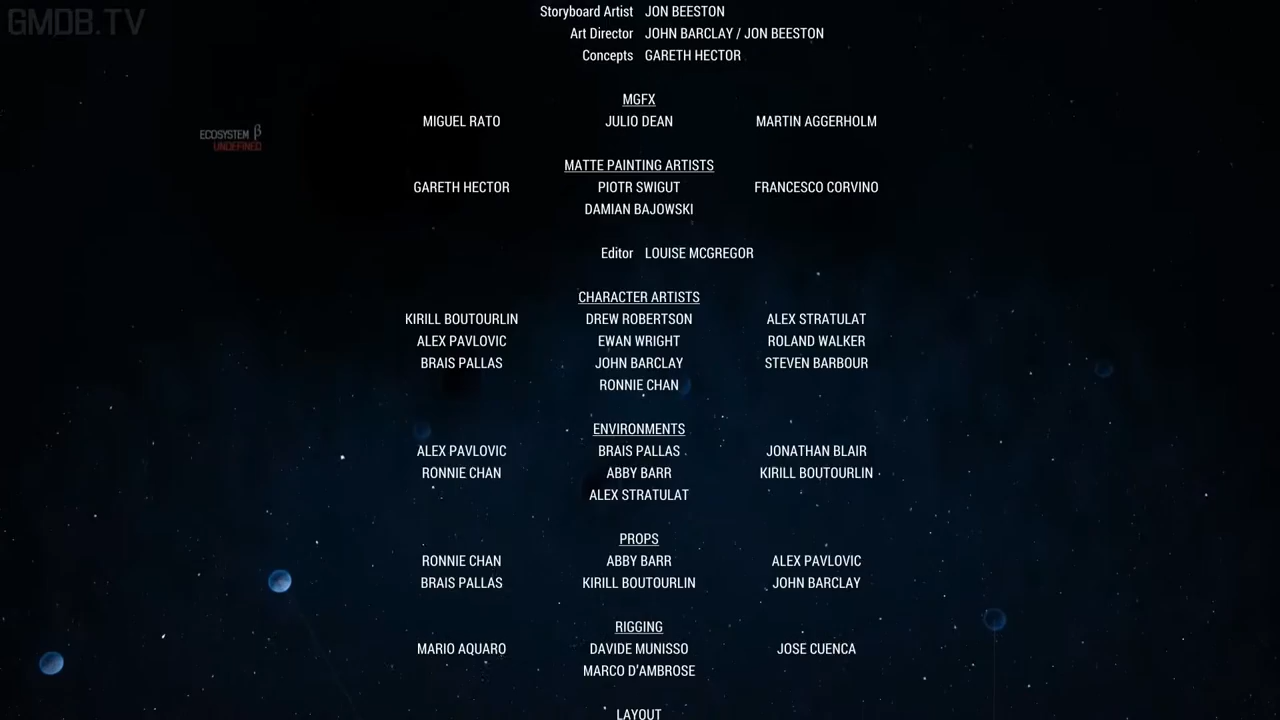 GMDB.TV
Storyboard Artist JON BEESTON
Art Director JOHN BARCLAY / JON BEESTON
Concepts GARETH HECTOR
MGFX
MIGUEL RATO JULIO DEAN MARTIN AGGERHOLM
ECOSYSTEM β
UNDEFINED
MATTE PAINTING ARTISTS
GARETH HECTOR PIOTR SWIGUT FRANCESCO CORVINO
DAMIAN BAJOWSKI
Editor LOUISE MCGREGOR
CHARACTER ARTISTS
KIRILL BOUTOURLIN DREW ROBERTSON ALEX STRATULAT
ALEX PAVLOVIC EWAN WRIGHT ROLAND WALKER
BRAIS PALLAS JOHN BARCLAY STEVEN BARBOUR
RONNIE CHAN
ENVIRONMENTS
ALEX PAVLOVIC BRAIS PALLAS JONATHAN BLAIR
RONNIE CHAN ABBY BARR KIRILL BOUTOURLIN
ALEX STRATULAT
PROPS
RONNIE CHAN ABBY BARR ALEX PAVLOVIC
BRAIS PALLAS KIRILL BOUTOURLIN JOHN BARCLAY
RIGGING
MARIO AQUARO DAVIDE MUNISSO JOSE CUENCA
MARCO D'AMBROSE
LAYOUT